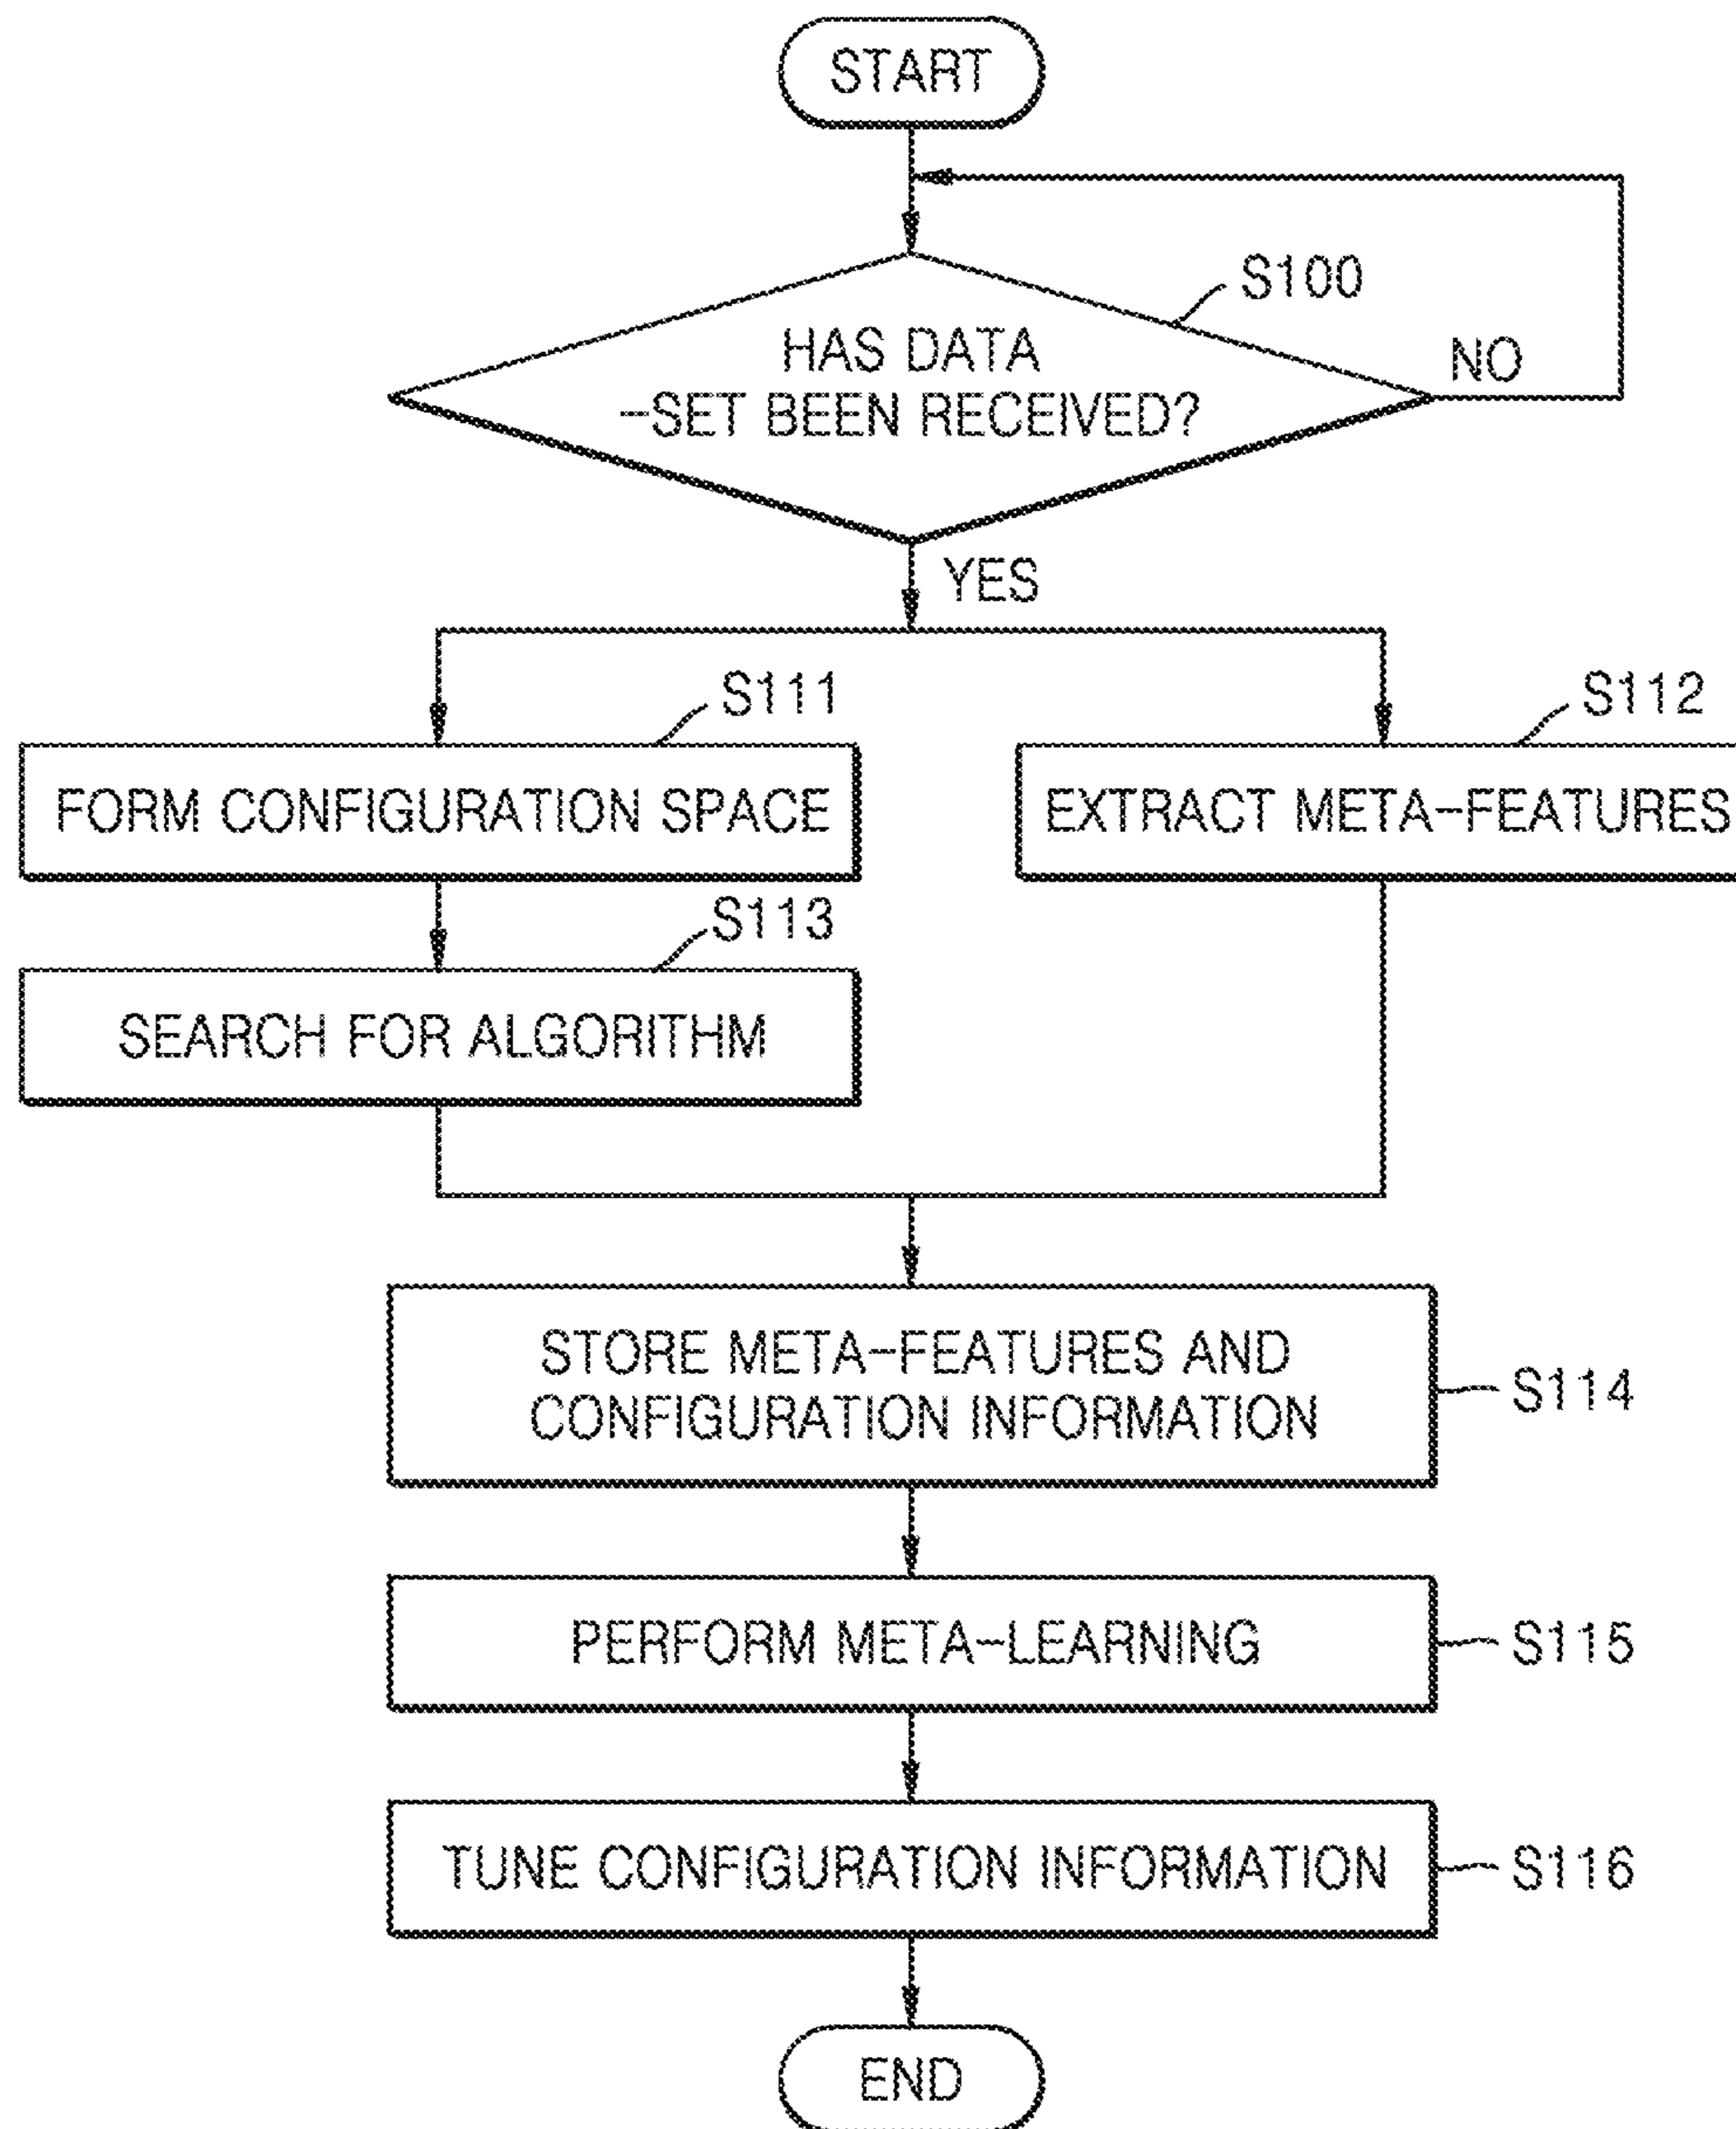 START
S100
HAS DATA
-SET BEEN RECEIVED?
NO
YES
S111
S112
FORM CONFIGURATION SPACE
EXTRACT META-FEATURES
S113
SEARCH FOR ALGORITHM
STORE META-FEATURES AND
CONFIGURATION INFORMATION
S114
PERFORM META-LEARNING
S115
TUNE CONFIGURATION INFORMATION
S116
END